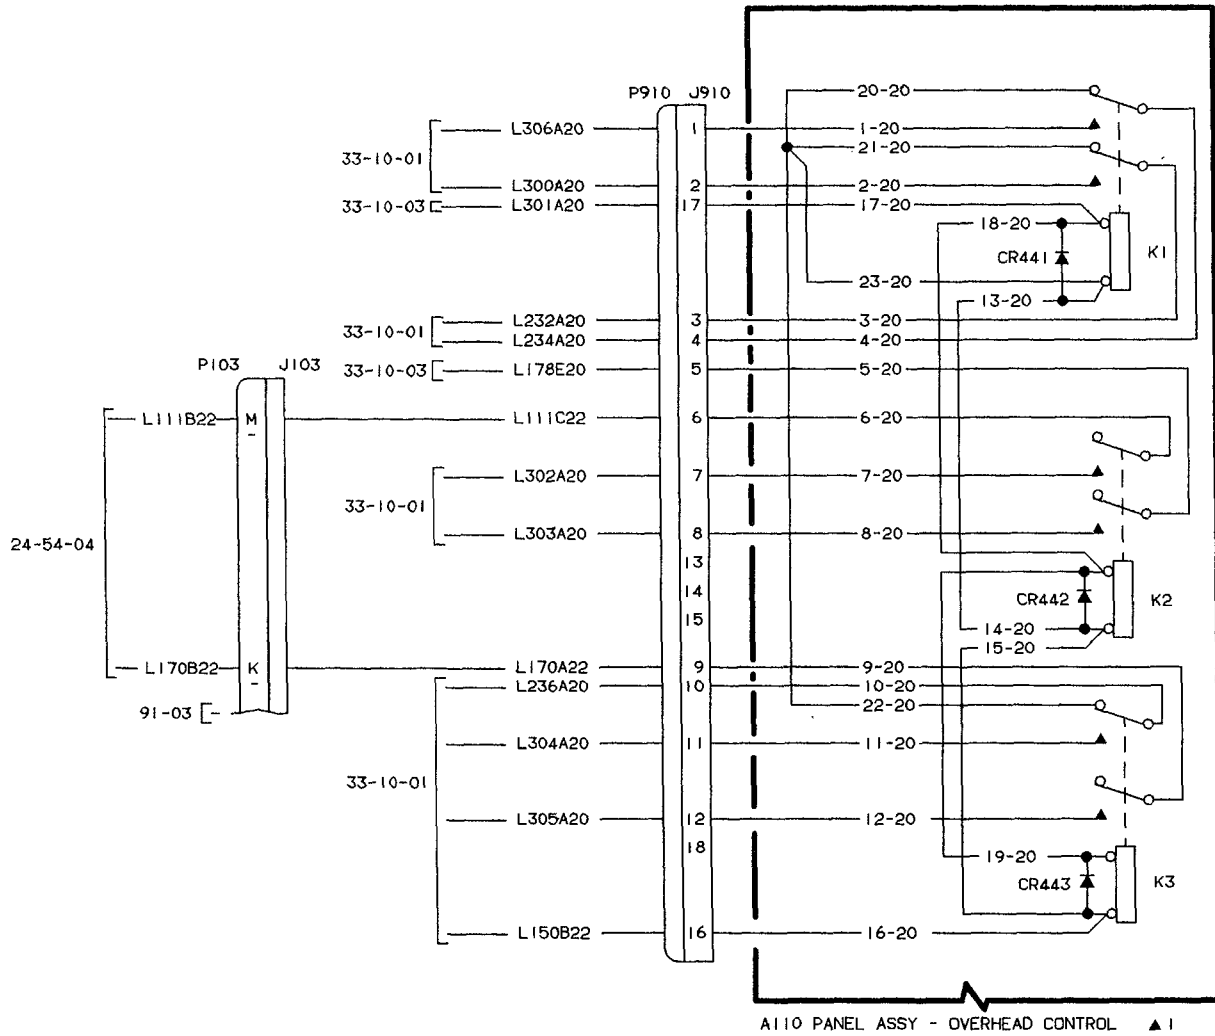 P910 J910
20-20
L306A20 1 1-20
21-20
33-10-01
L300A20 2 2-20
33-10-03 L301A20 17 17-20
18-20
K1
CR441
23-20
13-20
L232A20 3 3-20
33-10-01
L234A20 4 4-20
P103 J103
33-10-03 L178E20 5 5-20
L111B22 M L111C22 6 6-20
L302A20 7 7-20
33-10-01
L303A20 8 8-20
24-54-04
13
14
CR442 K2
15
14-20
15-20
L170B22 K L170A22 9 9-20
L236A20 10 10-20
91-03
22-20
L304A20 11 11-20
33-10-01
L305A20 12 12-20
18
19-20
CR443 K3
L150B22 16 16-20
A110 PANEL ASSY - OVERHEAD CONTROL ▲ 1